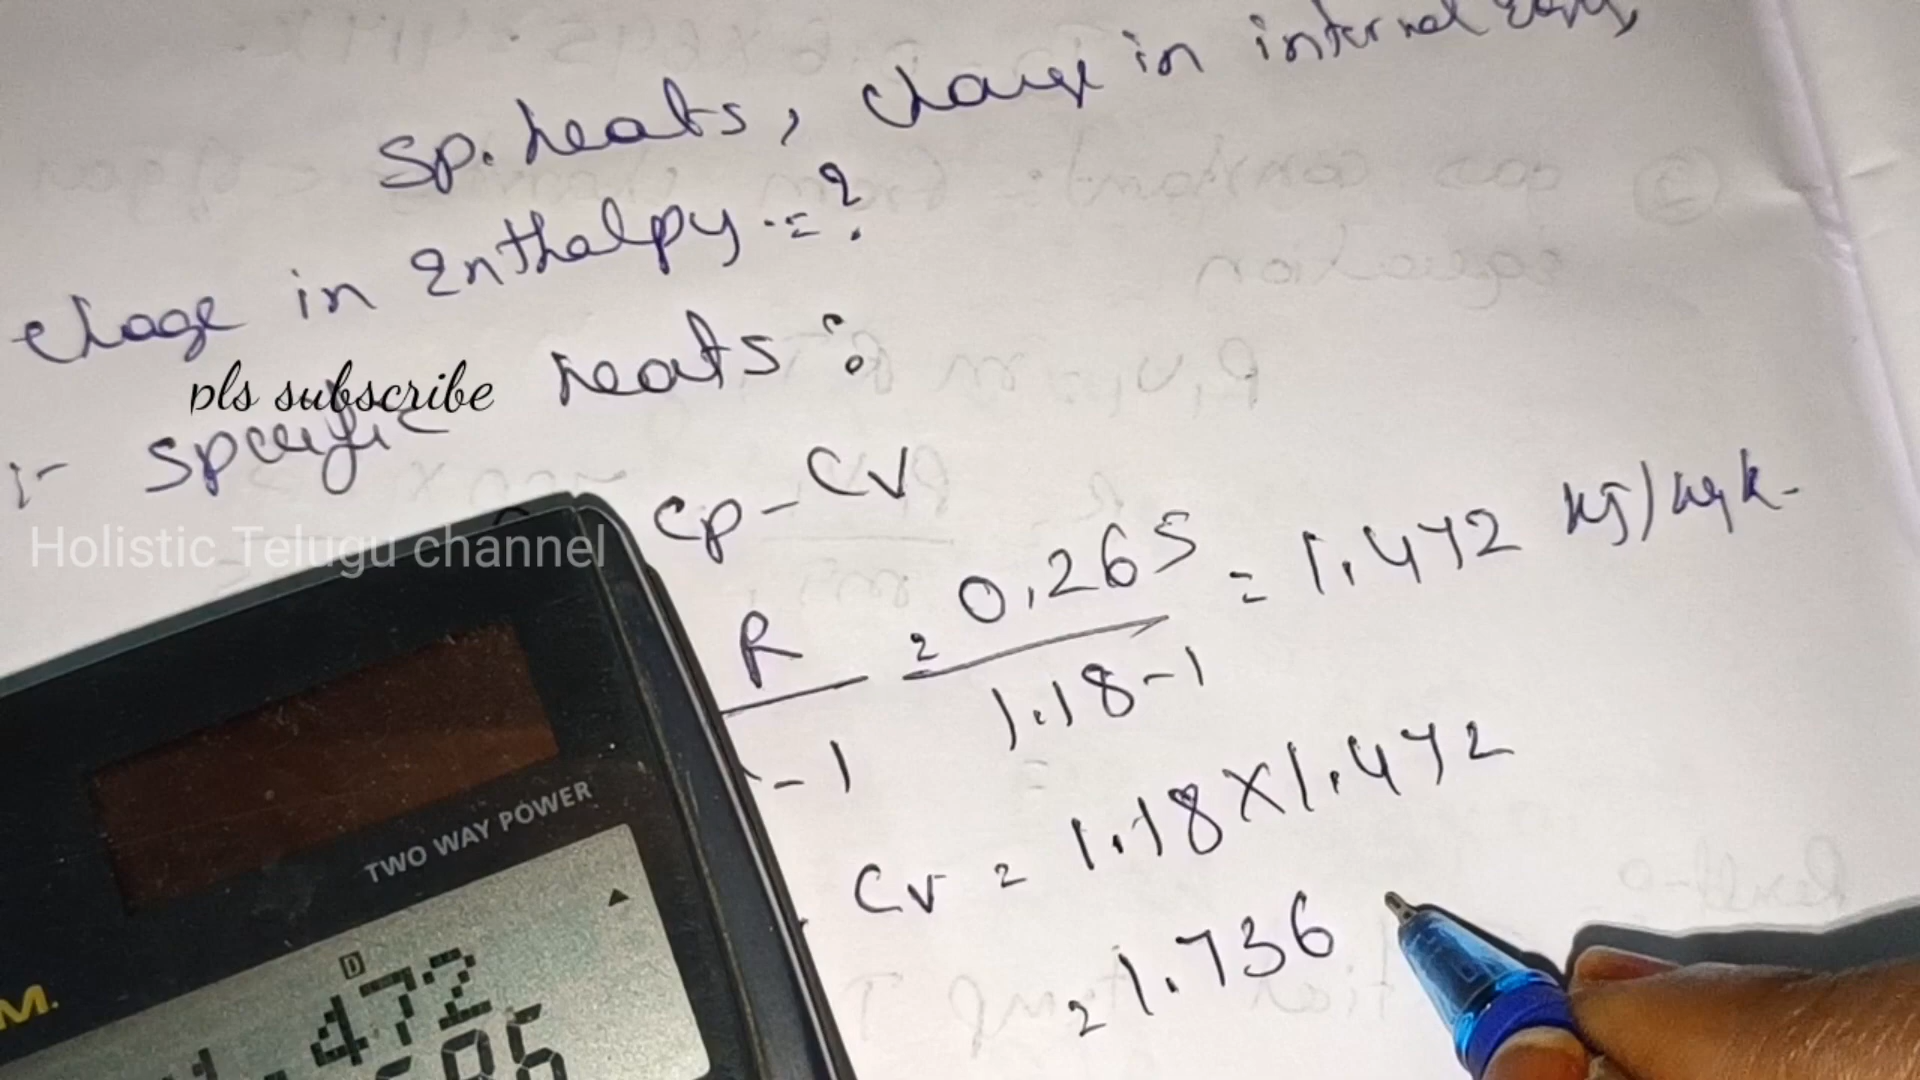 Sp. heats, change in internal
change in Enthalpy = ?
pls subscribe
:- specific heats :
Cp - CV
Holistic Telugu channel
R = 0.265 = 1.472 kJ/kgk.
-1 1.18-1
CV = 1.18 X 1.472
= 1.736
TWO WAY POWER
D
.472
M.